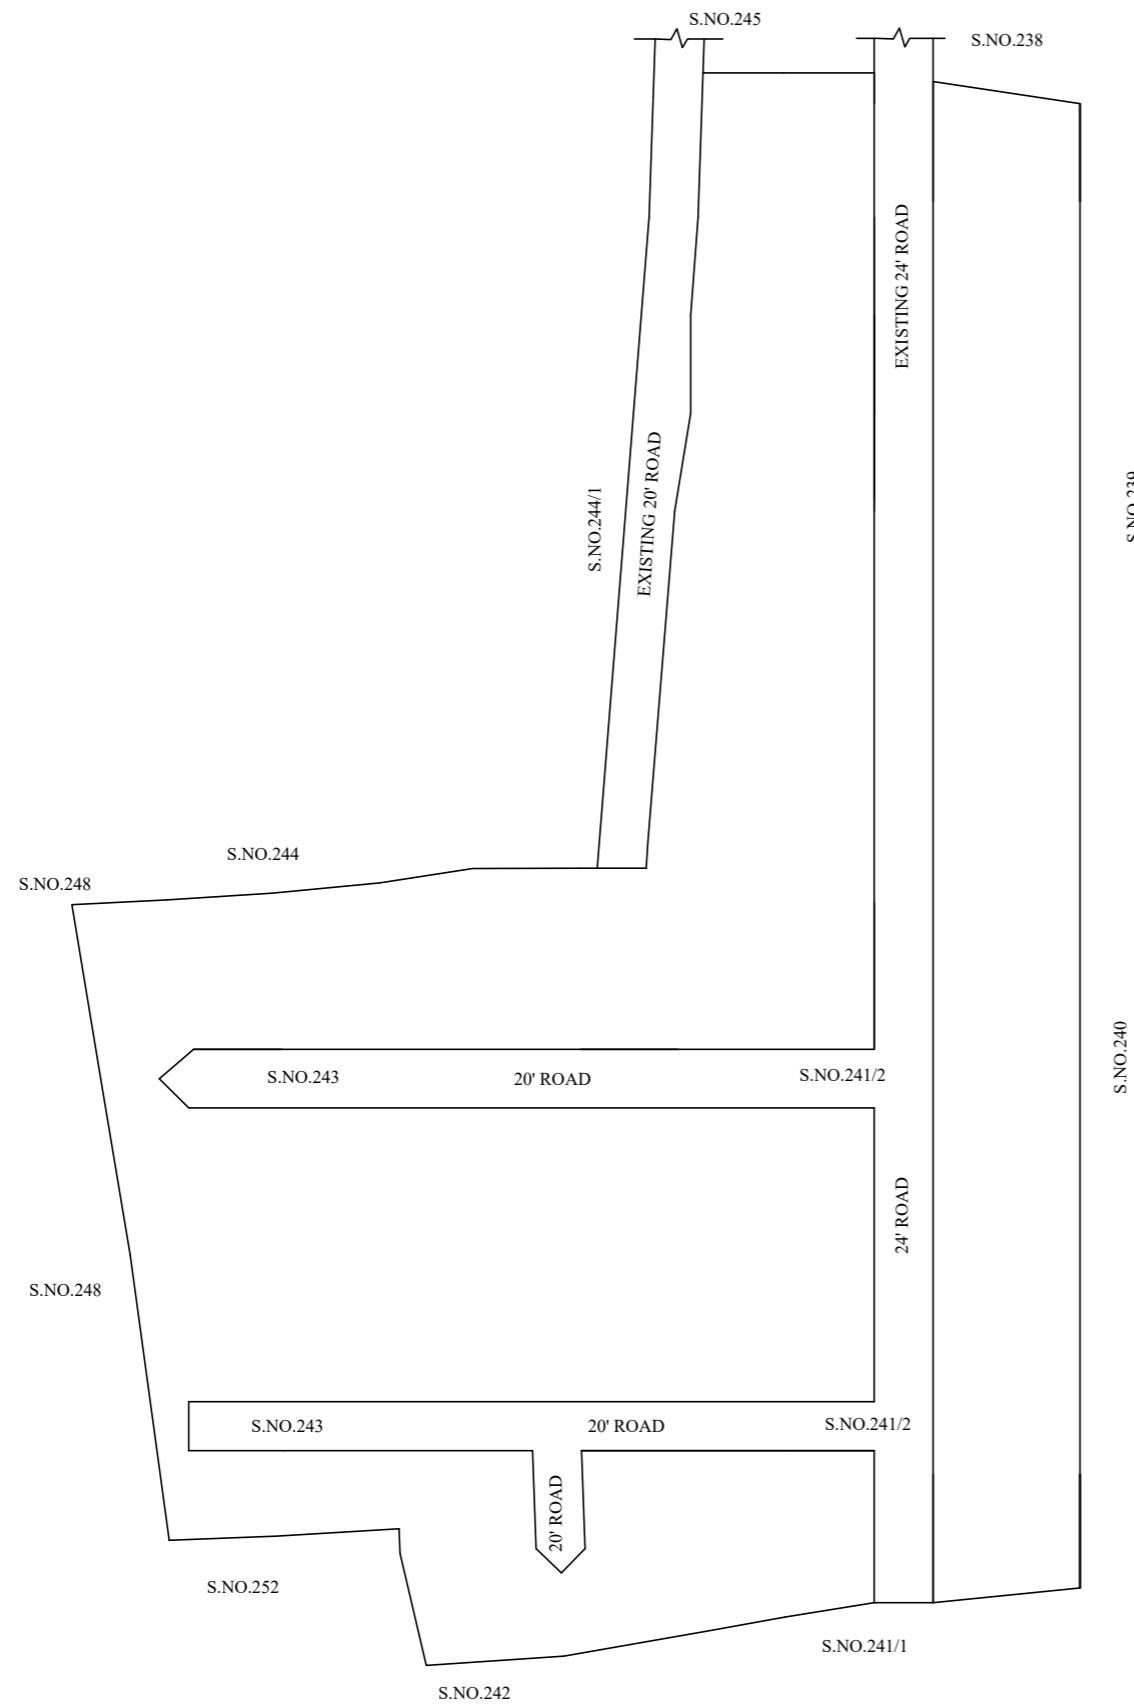 S.NO.245
S.NO.238
EXISTING 24' ROAD
EXISTING 20' ROAD
S.NO.244/1
S.NO.239
S.NO.244
S.NO.248
S.NO.243
20' ROAD
S.NO.241/2
S.NO.240
24' ROAD
S.NO.248
S.NO.243
20' ROAD
S.NO.241/2
20' ROAD
S.NO.252
S.NO.241/1
S.NO.242